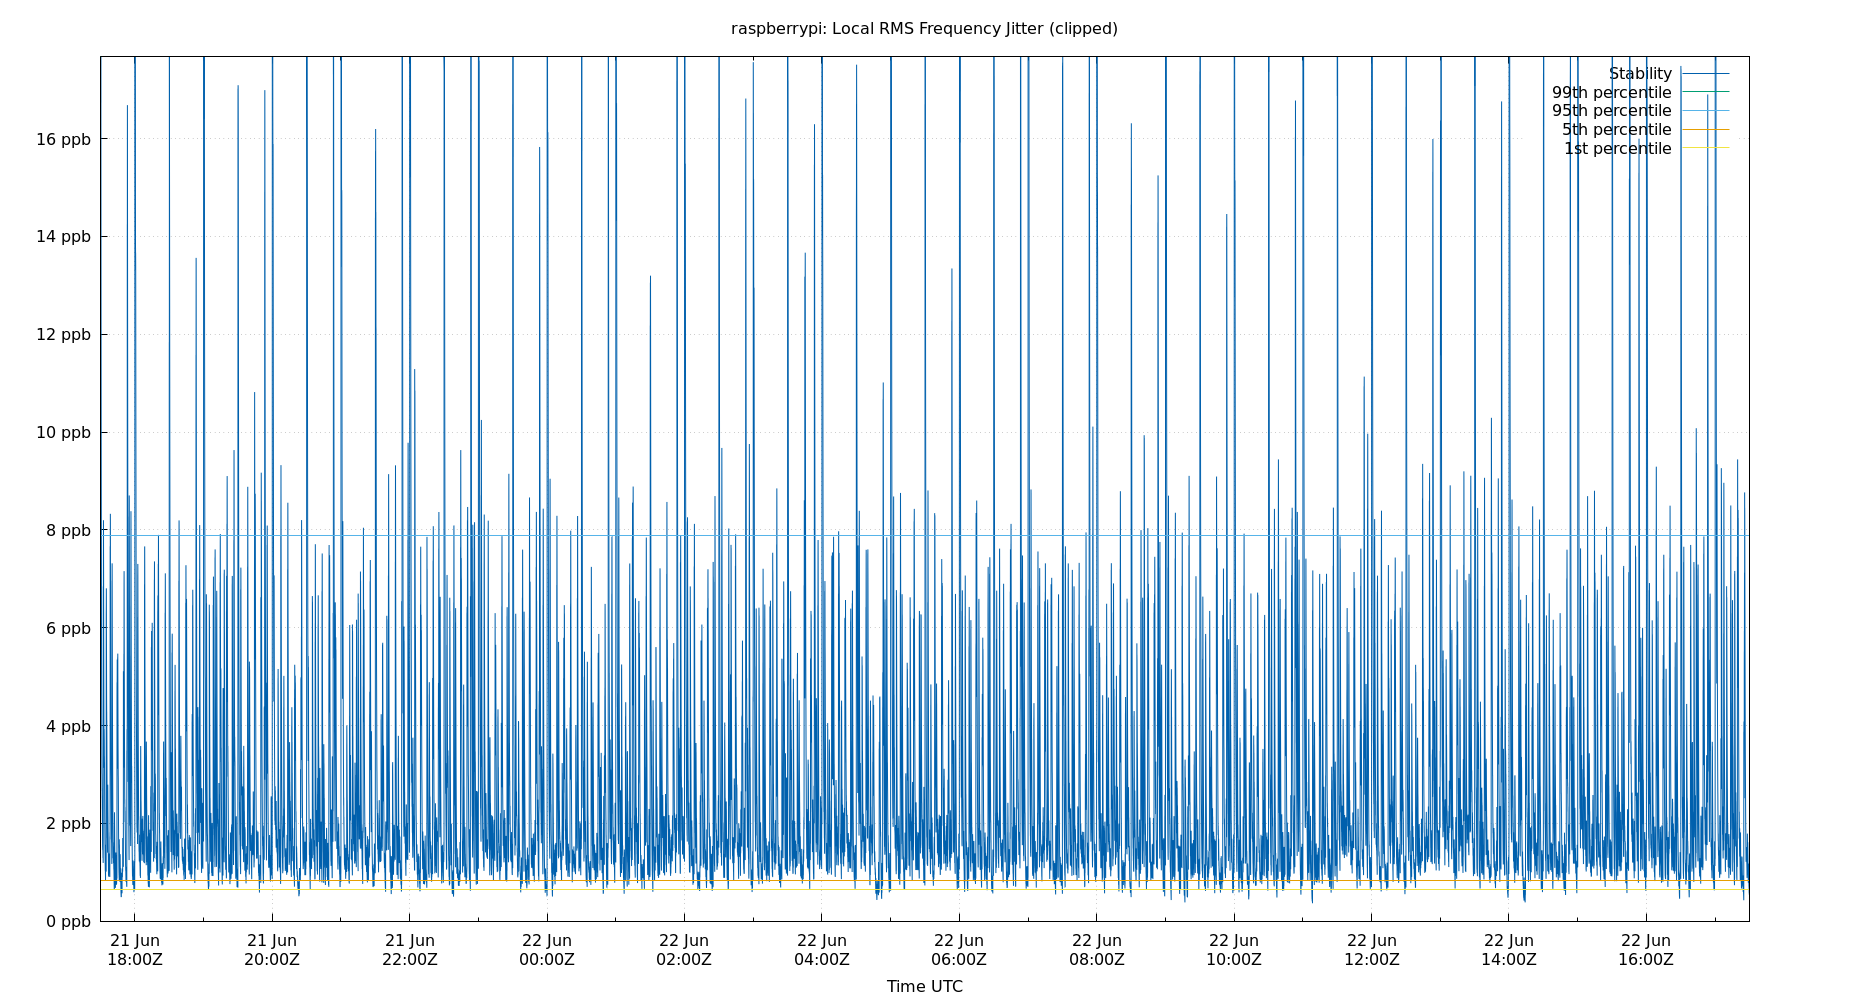 raspberrypi: Local RMS Frequency Jitter (clipped)
Stability
99th percentile
95th percentile
5th percentile
1st percentile
16 ppb
14 ppb
12 ppb
10 ppb
8 ppb
6 ppb
4 ppb
2 ppb
0 ppb
21 Jun 21 Jun 21 Jun 22 Jun 22 Jun 22 Jun 22 Jun 22 Jun 22 Jun 22 Jun 22 Jun 22 Jun
18:00Z 20:00Z 22:00Z 00:00Z 02:00Z 04:00Z 06:00Z 08:00Z 10:00Z 12:00Z 14:00Z 16:00Z
Time UTC